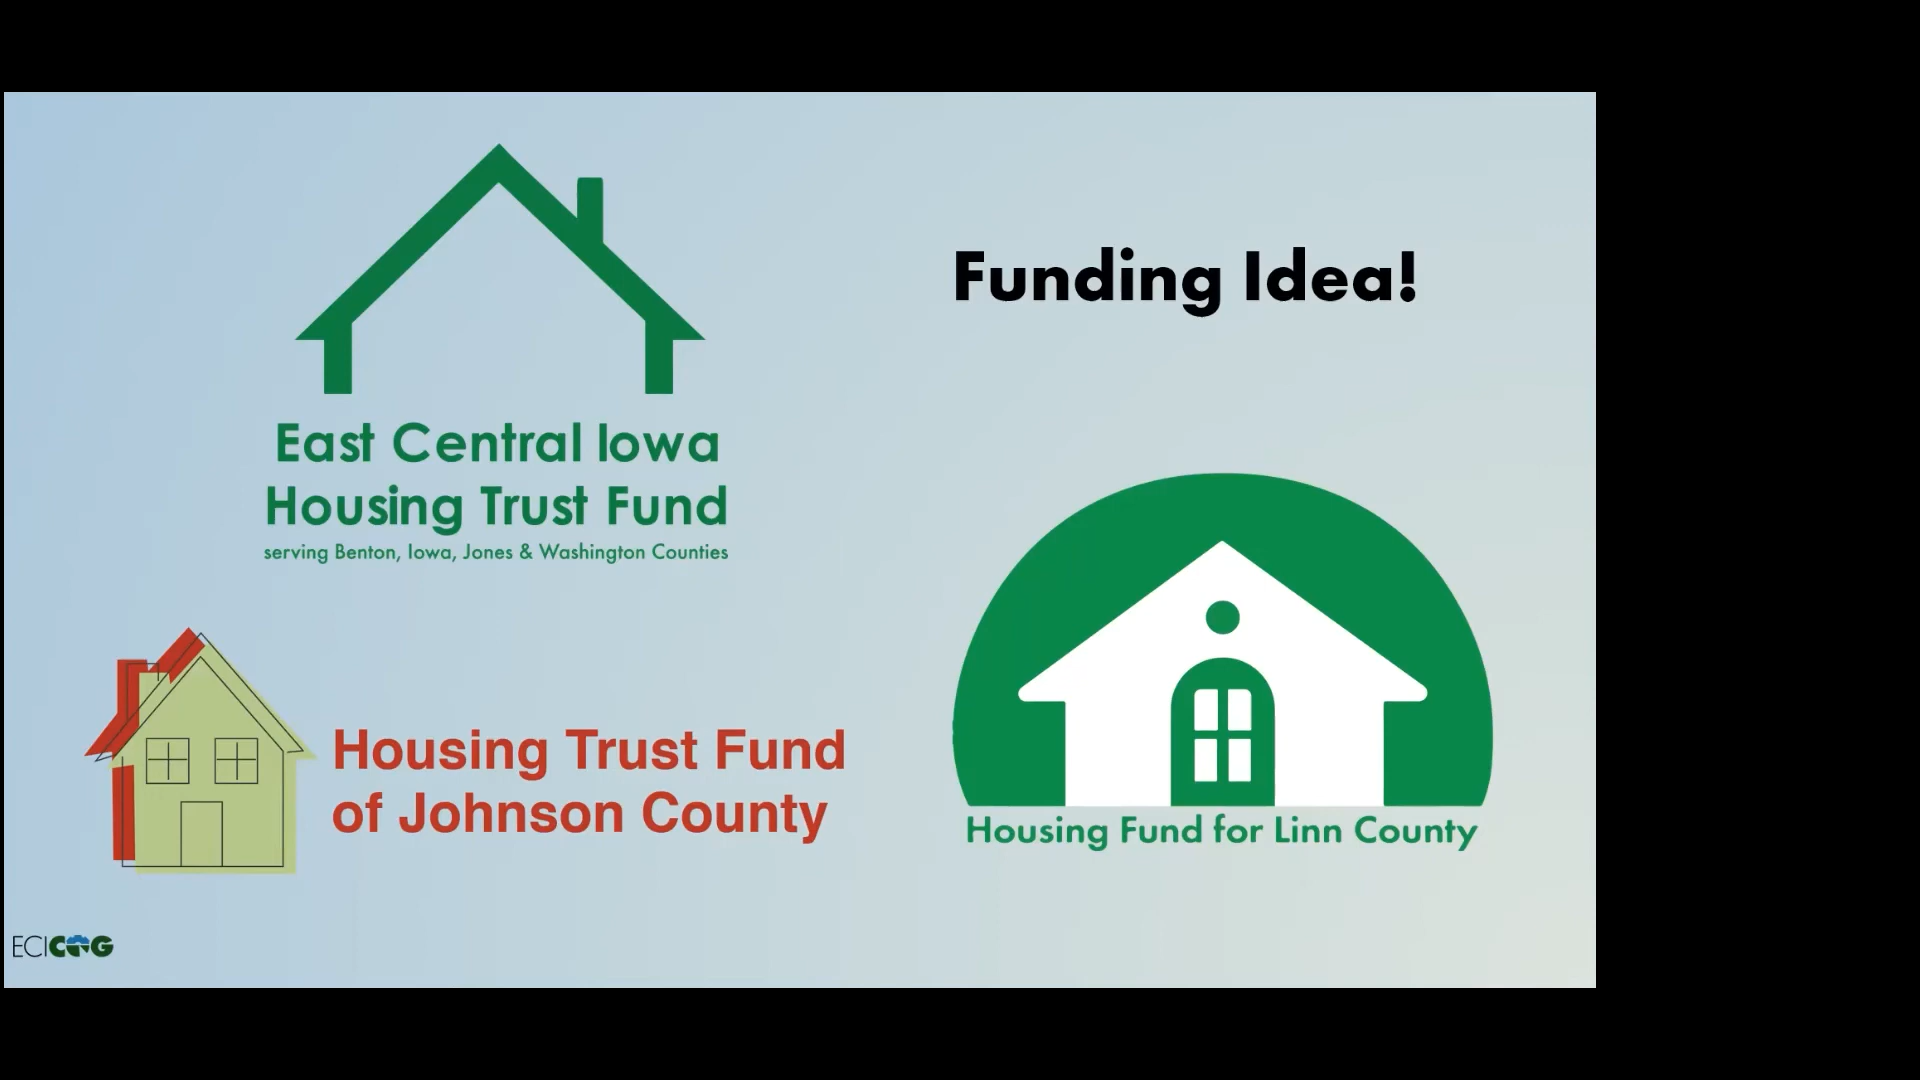 Funding Idea!
East Central Iowa
Housing Trust Fund
serving Benton, Iowa, Jones & Washington Counties
Housing Trust Fund
of Johnson County
Housing Fund for Linn County
ECICOG